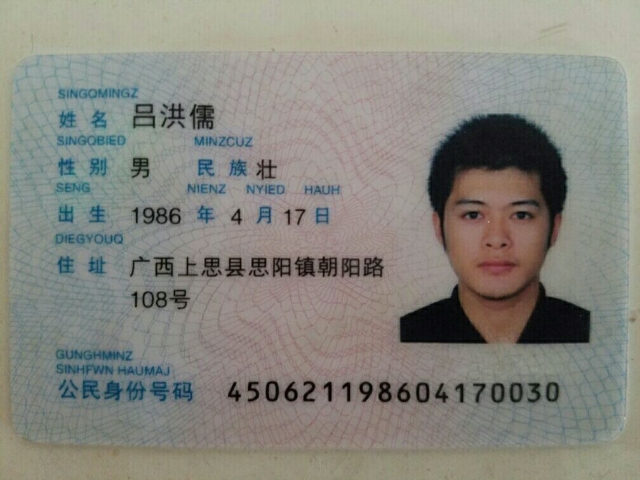 SINGQMINGZ
姓名 吕洪儒
SINGQBIED MINZCUZ
性别 男 民族 壮
SENG NIENZ NYIED HAUH
出生 1986 年 4 月 17 日
DIEGYOUQ
住址 广西上思县思阳镇朝阳路
108号
GUNGHMINZ
SINHFWN HAUMAJ
公民身份号码 450621198604170030